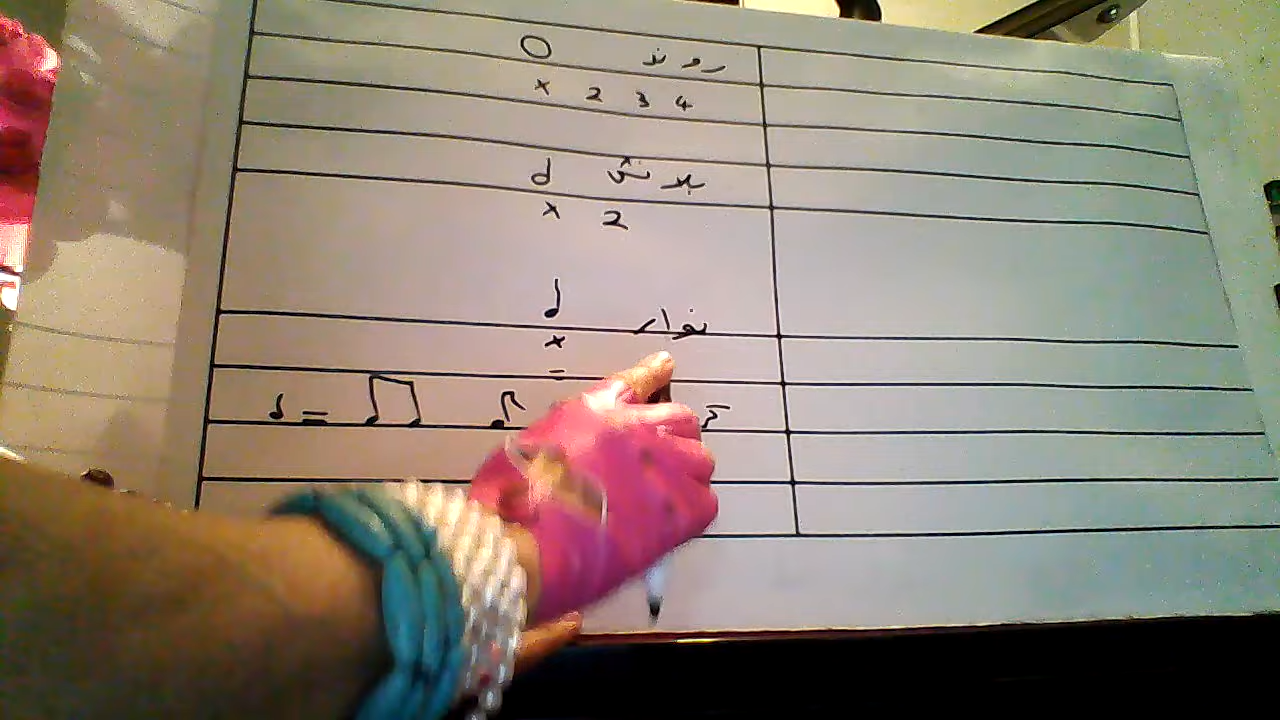 روند
× 2 3 4
بلانش
× 2
نوار
×
=